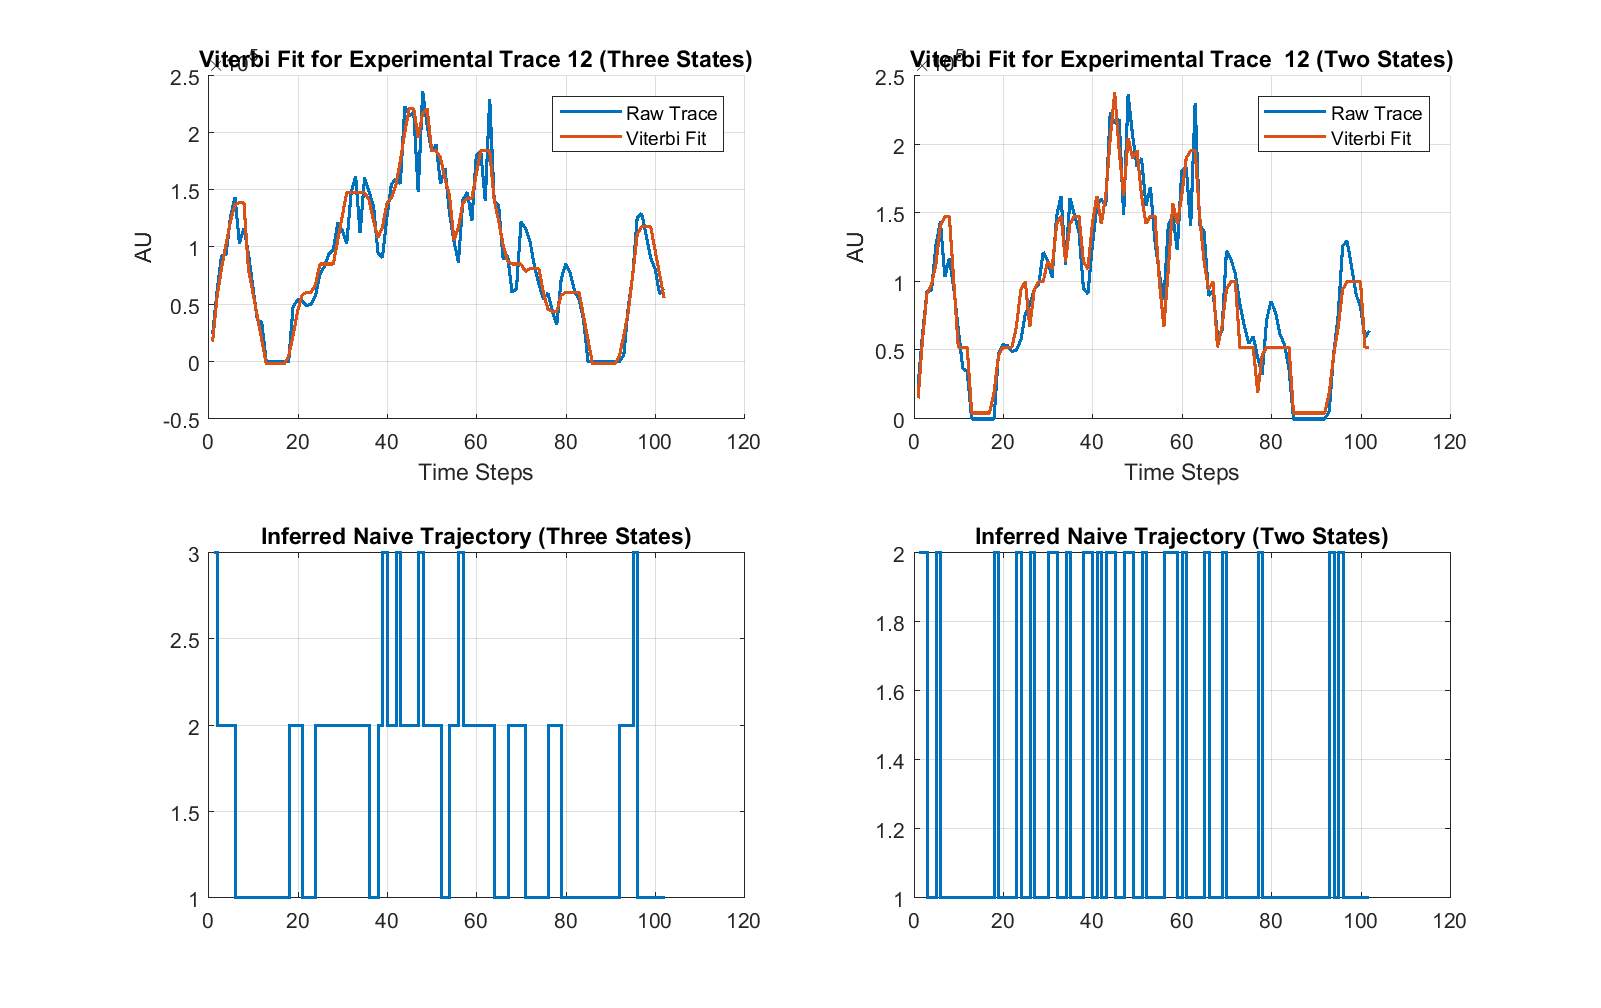 Viterbi Fit for Experimental Trace 12 (Three States)
×10^5
2.5
2
1.5
1
0.5
0
-0.5
AU
0 20 40 60 80 100 120
Time Steps
Raw Trace
Viterbi Fit
Viterbi Fit for Experimental Trace  12 (Two States)
×10^5
2.5
2
1.5
1
0.5
0
AU
0 20 40 60 80 100 120
Time Steps
Raw Trace
Viterbi Fit
Inferred Naive Trajectory (Three States)
3
2.5
2
1.5
1
0 20 40 60 80 100 120
Inferred Naive Trajectory (Two States)
2
1.8
1.6
1.4
1.2
1
0 20 40 60 80 100 120